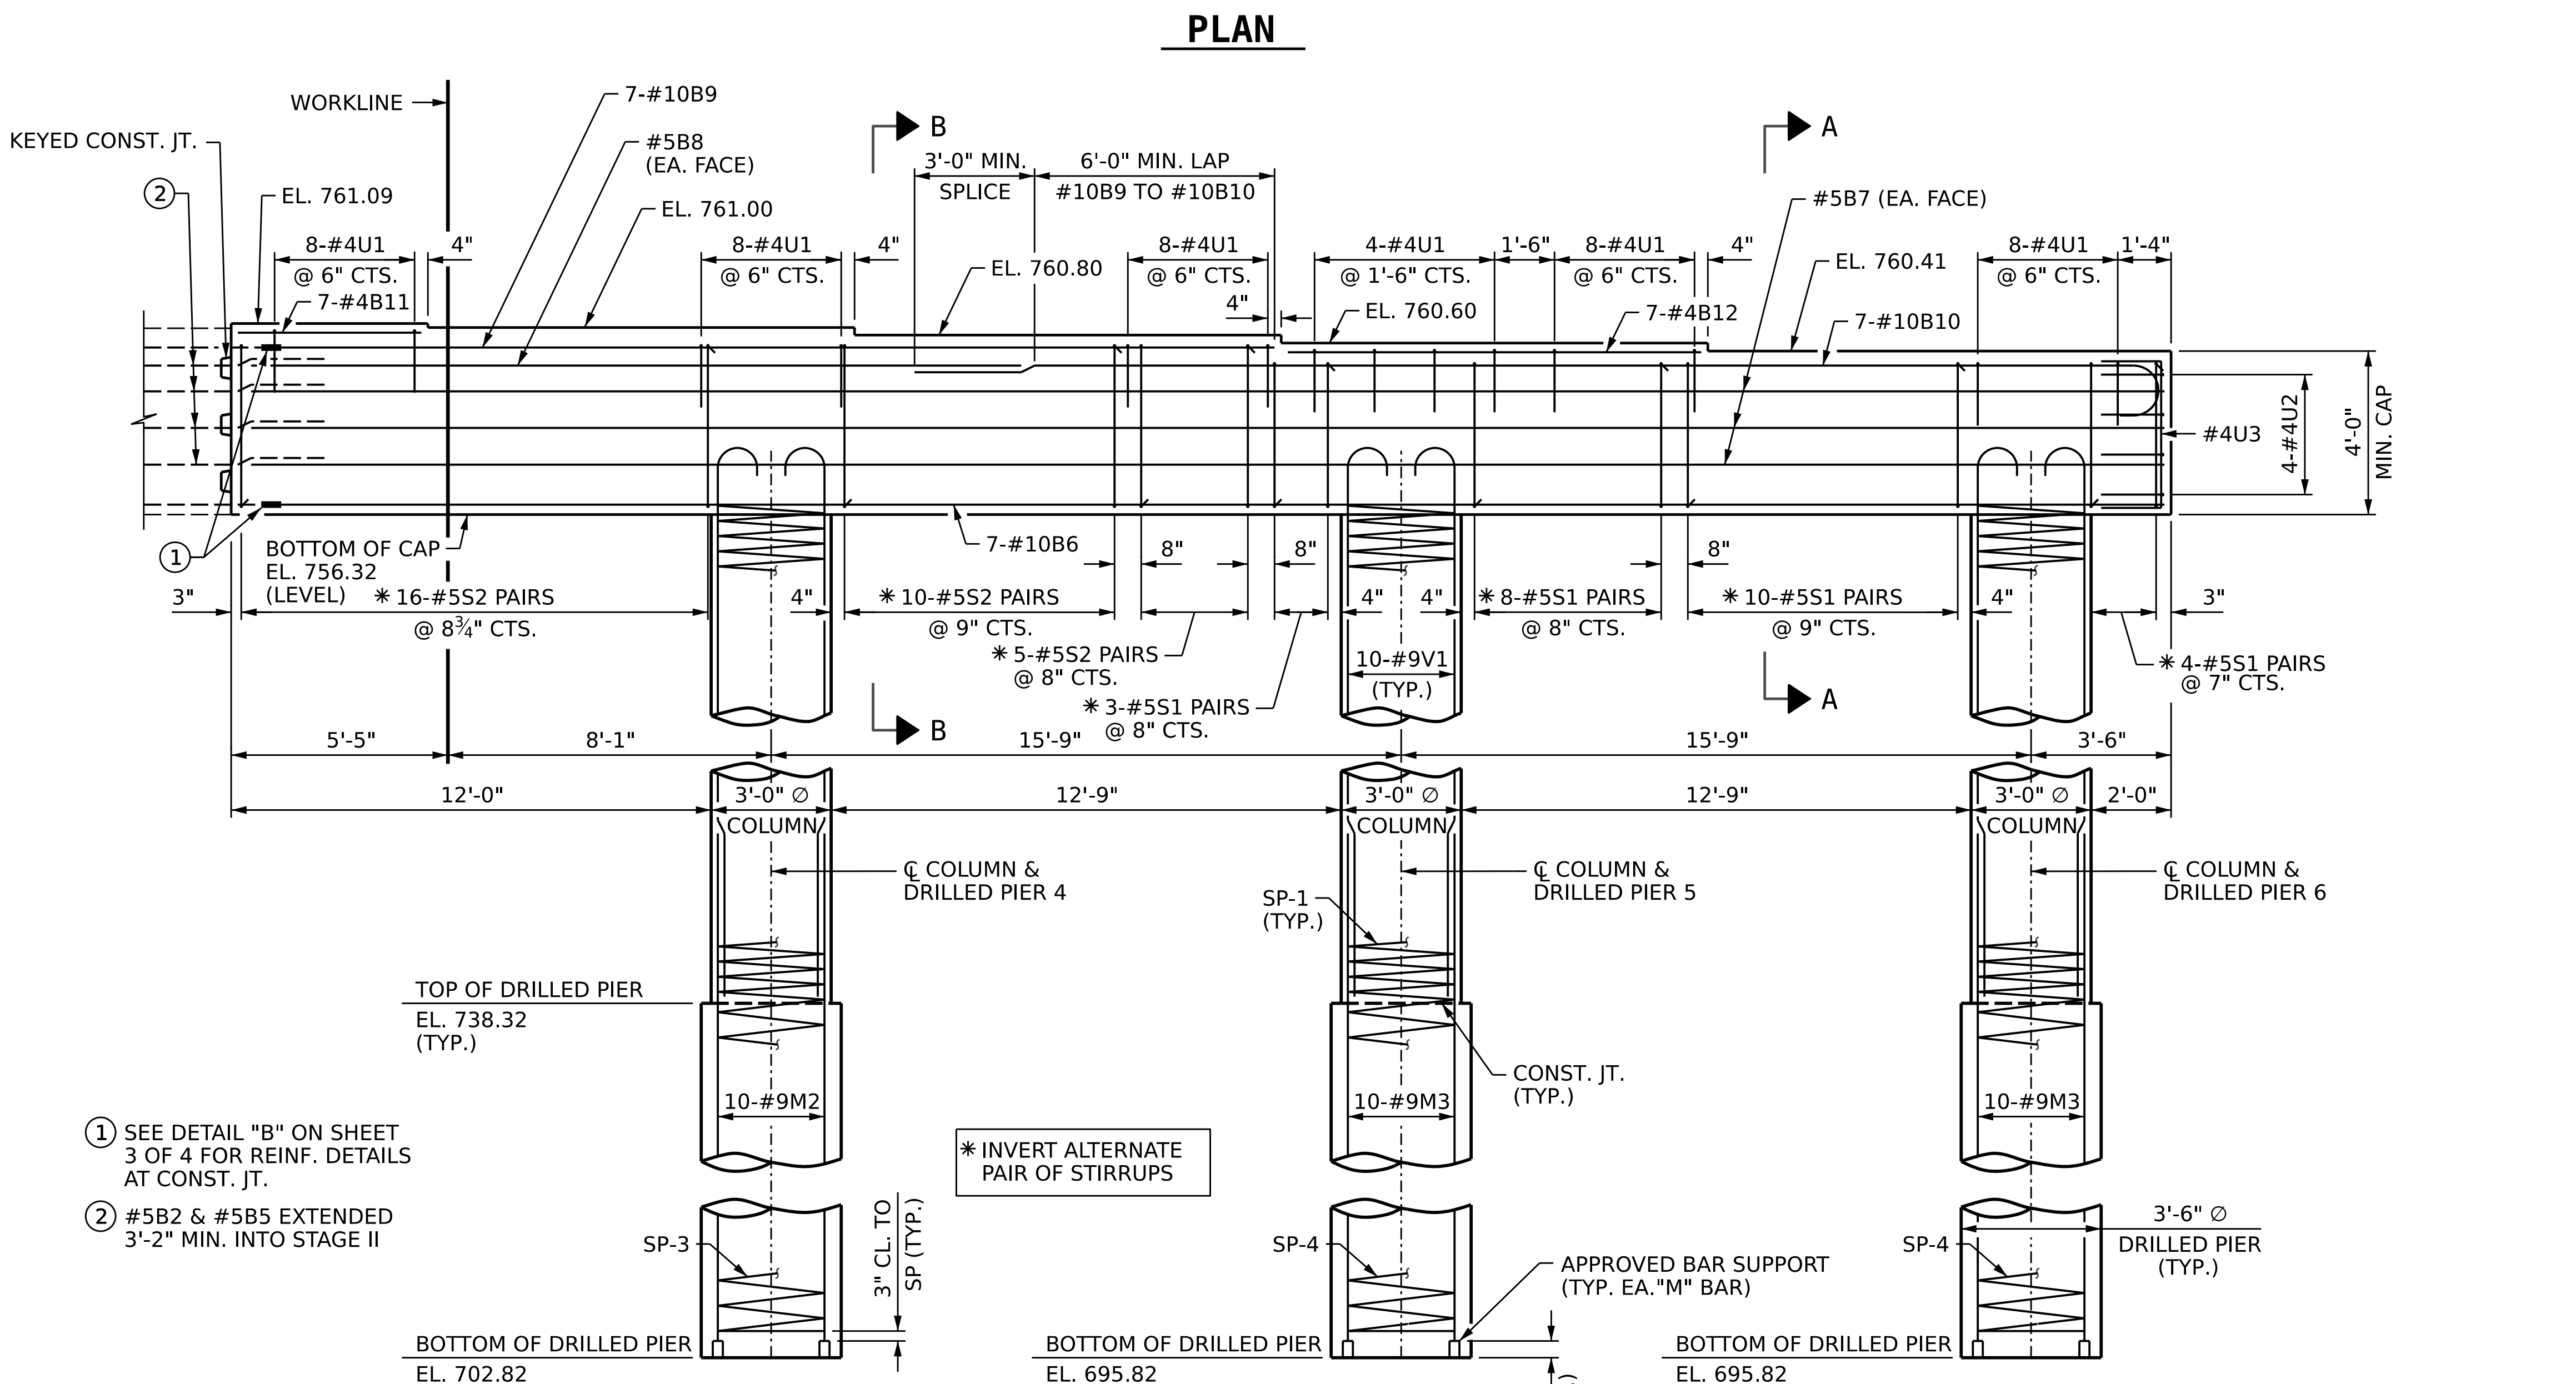 PLAN
WORKLINE
7-#10B9
KEYED CONST. JT.
#5B8
(EA. FACE)
B
A
3'-0" MIN.
SPLICE
6'-0" MIN. LAP
#10B9 TO #10B10
2
EL. 761.09
EL. 761.00
#5B7 (EA. FACE)
8-#4U1
@ 6" CTS.
4"
8-#4U1
@ 6" CTS.
4"
8-#4U1
@ 6" CTS.
4-#4U1
@ 1'-6" CTS.
1'-6"
8-#4U1
@ 6" CTS.
4"
8-#4U1
@ 6" CTS.
1'-4"
EL. 760.80
EL. 760.41
7-#4B11
4"
EL. 760.60
7-#4B12
7-#10B10
#4U3
4-#4U2
4'-0"
MIN. CAP
1
BOTTOM OF CAP
EL. 756.32
(LEVEL)
7-#10B6
8"
8"
8"
3"
✳ 16-#5S2 PAIRS
@ 8¾" CTS.
4"
✳ 10-#5S2 PAIRS
@ 9" CTS.
4"
4"
✳ 8-#5S1 PAIRS
@ 8" CTS.
✳ 10-#5S1 PAIRS
@ 9" CTS.
4"
3"
✳ 5-#5S2 PAIRS
@ 8" CTS.
10-#9V1
(TYP.)
✳ 4-#5S1 PAIRS
@ 7" CTS.
✳ 3-#5S1 PAIRS
@ 8" CTS.
B
A
5'-5"
8'-1"
15'-9"
15'-9"
3'-6"
12'-0"
3'-0" ∅
COLUMN
12'-9"
3'-0" ∅
COLUMN
12'-9"
3'-0" ∅
COLUMN
2'-0"
℄ COLUMN &
DRILLED PIER 4
℄ COLUMN &
DRILLED PIER 5
℄ COLUMN &
DRILLED PIER 6
SP-1
(TYP.)
TOP OF DRILLED PIER
EL. 738.32
(TYP.)
CONST. JT.
(TYP.)
10-#9M2
10-#9M3
10-#9M3
1 SEE DETAIL "B" ON SHEET
3 OF 4 FOR REINF. DETAILS
AT CONST. JT.
✳ INVERT ALTERNATE
PAIR OF STIRRUPS
2 #5B2 & #5B5 EXTENDED
3'-2" MIN. INTO STAGE II
3" CL. TO
SP (TYP.)
3'-6" ∅
DRILLED PIER
(TYP.)
SP-3
SP-4
SP-4
APPROVED BAR SUPPORT
(TYP. EA."M" BAR)
BOTTOM OF DRILLED PIER
EL. 702.82
BOTTOM OF DRILLED PIER
EL. 695.82
BOTTOM OF DRILLED PIER
EL. 695.82